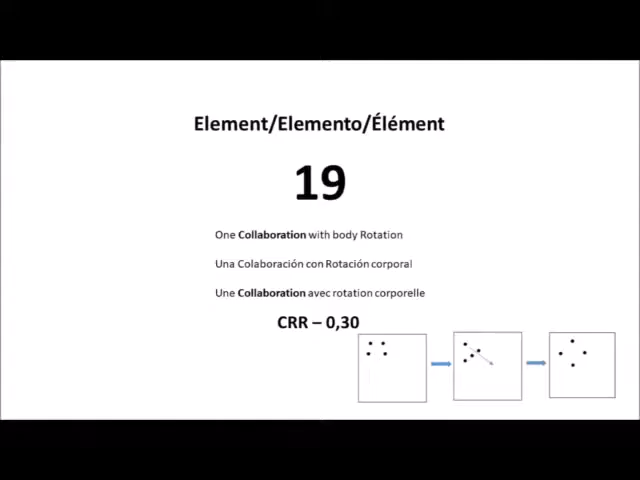 Element/Elemento/Élément
19
One Collaboration with body Rotation
Una Colaboración con Rotación corporal
Une Collaboration avec rotation corporelle
CRR – 0,30